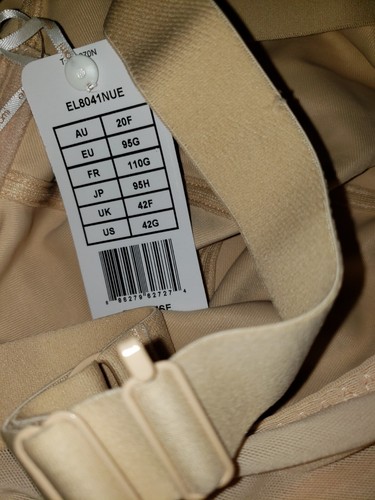 EL8041NUE
AU 20F
EU 95G
FR 110G
JP 95H
UK 42F
US 42G